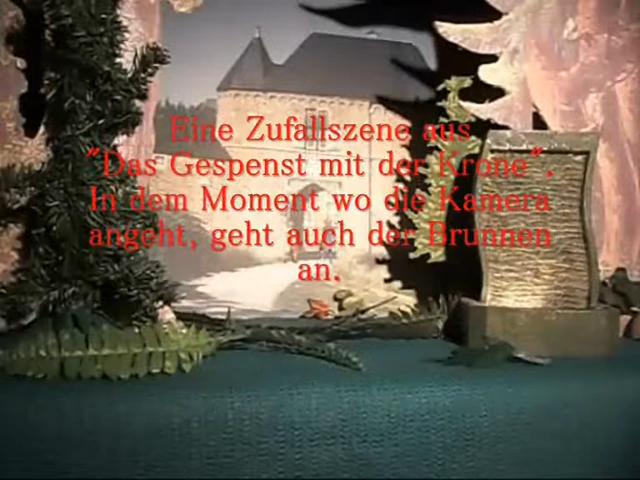 Eine Zufallszene aus
"Das Gespenst mit der Krone".
In dem Moment wo die Kamera
angeht, geht auch der Brunnen
an.